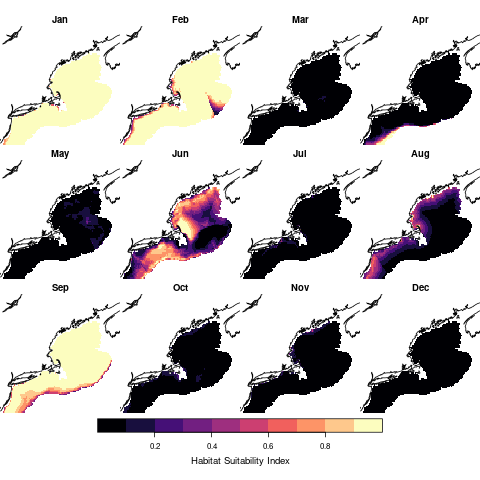 Jan Feb Mar Apr
May Jun Jul Aug
Sep Oct Nov Dec
0.2 0.4 0.6 0.8
Habitat Suitability Index